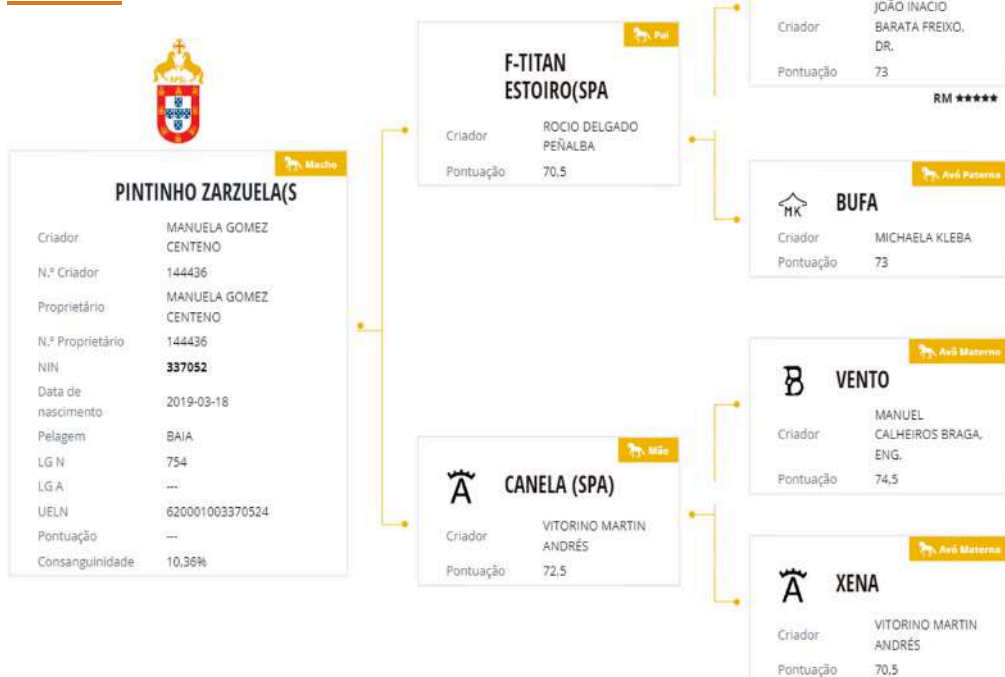 APSL
Macho
PINTINHO ZARZUELA(S
Criador MANUELA GOMEZ
CENTENO
N.º Criador 144436
Proprietário MANUELA GOMEZ
CENTENO
N.º Proprietário 144436
NIN 337052
Data de
nascimento 2019-03-18
Pelagem BAIA
LG N 754
LG A ---
UELN 620001003370524
Pontuação ---
Consanguinidade 10,36%
Pai
F-TITAN
ESTOIRO(SPA
Criador ROCIO DELGADO
PEÑALBA
Pontuação 70,5
Mãe
A CANELA (SPA)
Criador VITORINO MARTIN
ANDRÉS
Pontuação 72,5
JOÃO INACIO
Criador BARATA FREIXO,
DR.
Pontuação 73
RM ★★★★★
Avó Paterna
MK BUFA
Criador MICHAELA KLEBA
Pontuação 73
Avô Materno
B VENTO
MANUEL
Criador CALHEIROS BRAGA,
ENG.
Pontuação 74,5
Avó Materna
A XENA
Criador VITORINO MARTIN
ANDRÉS
Pontuação 70,5